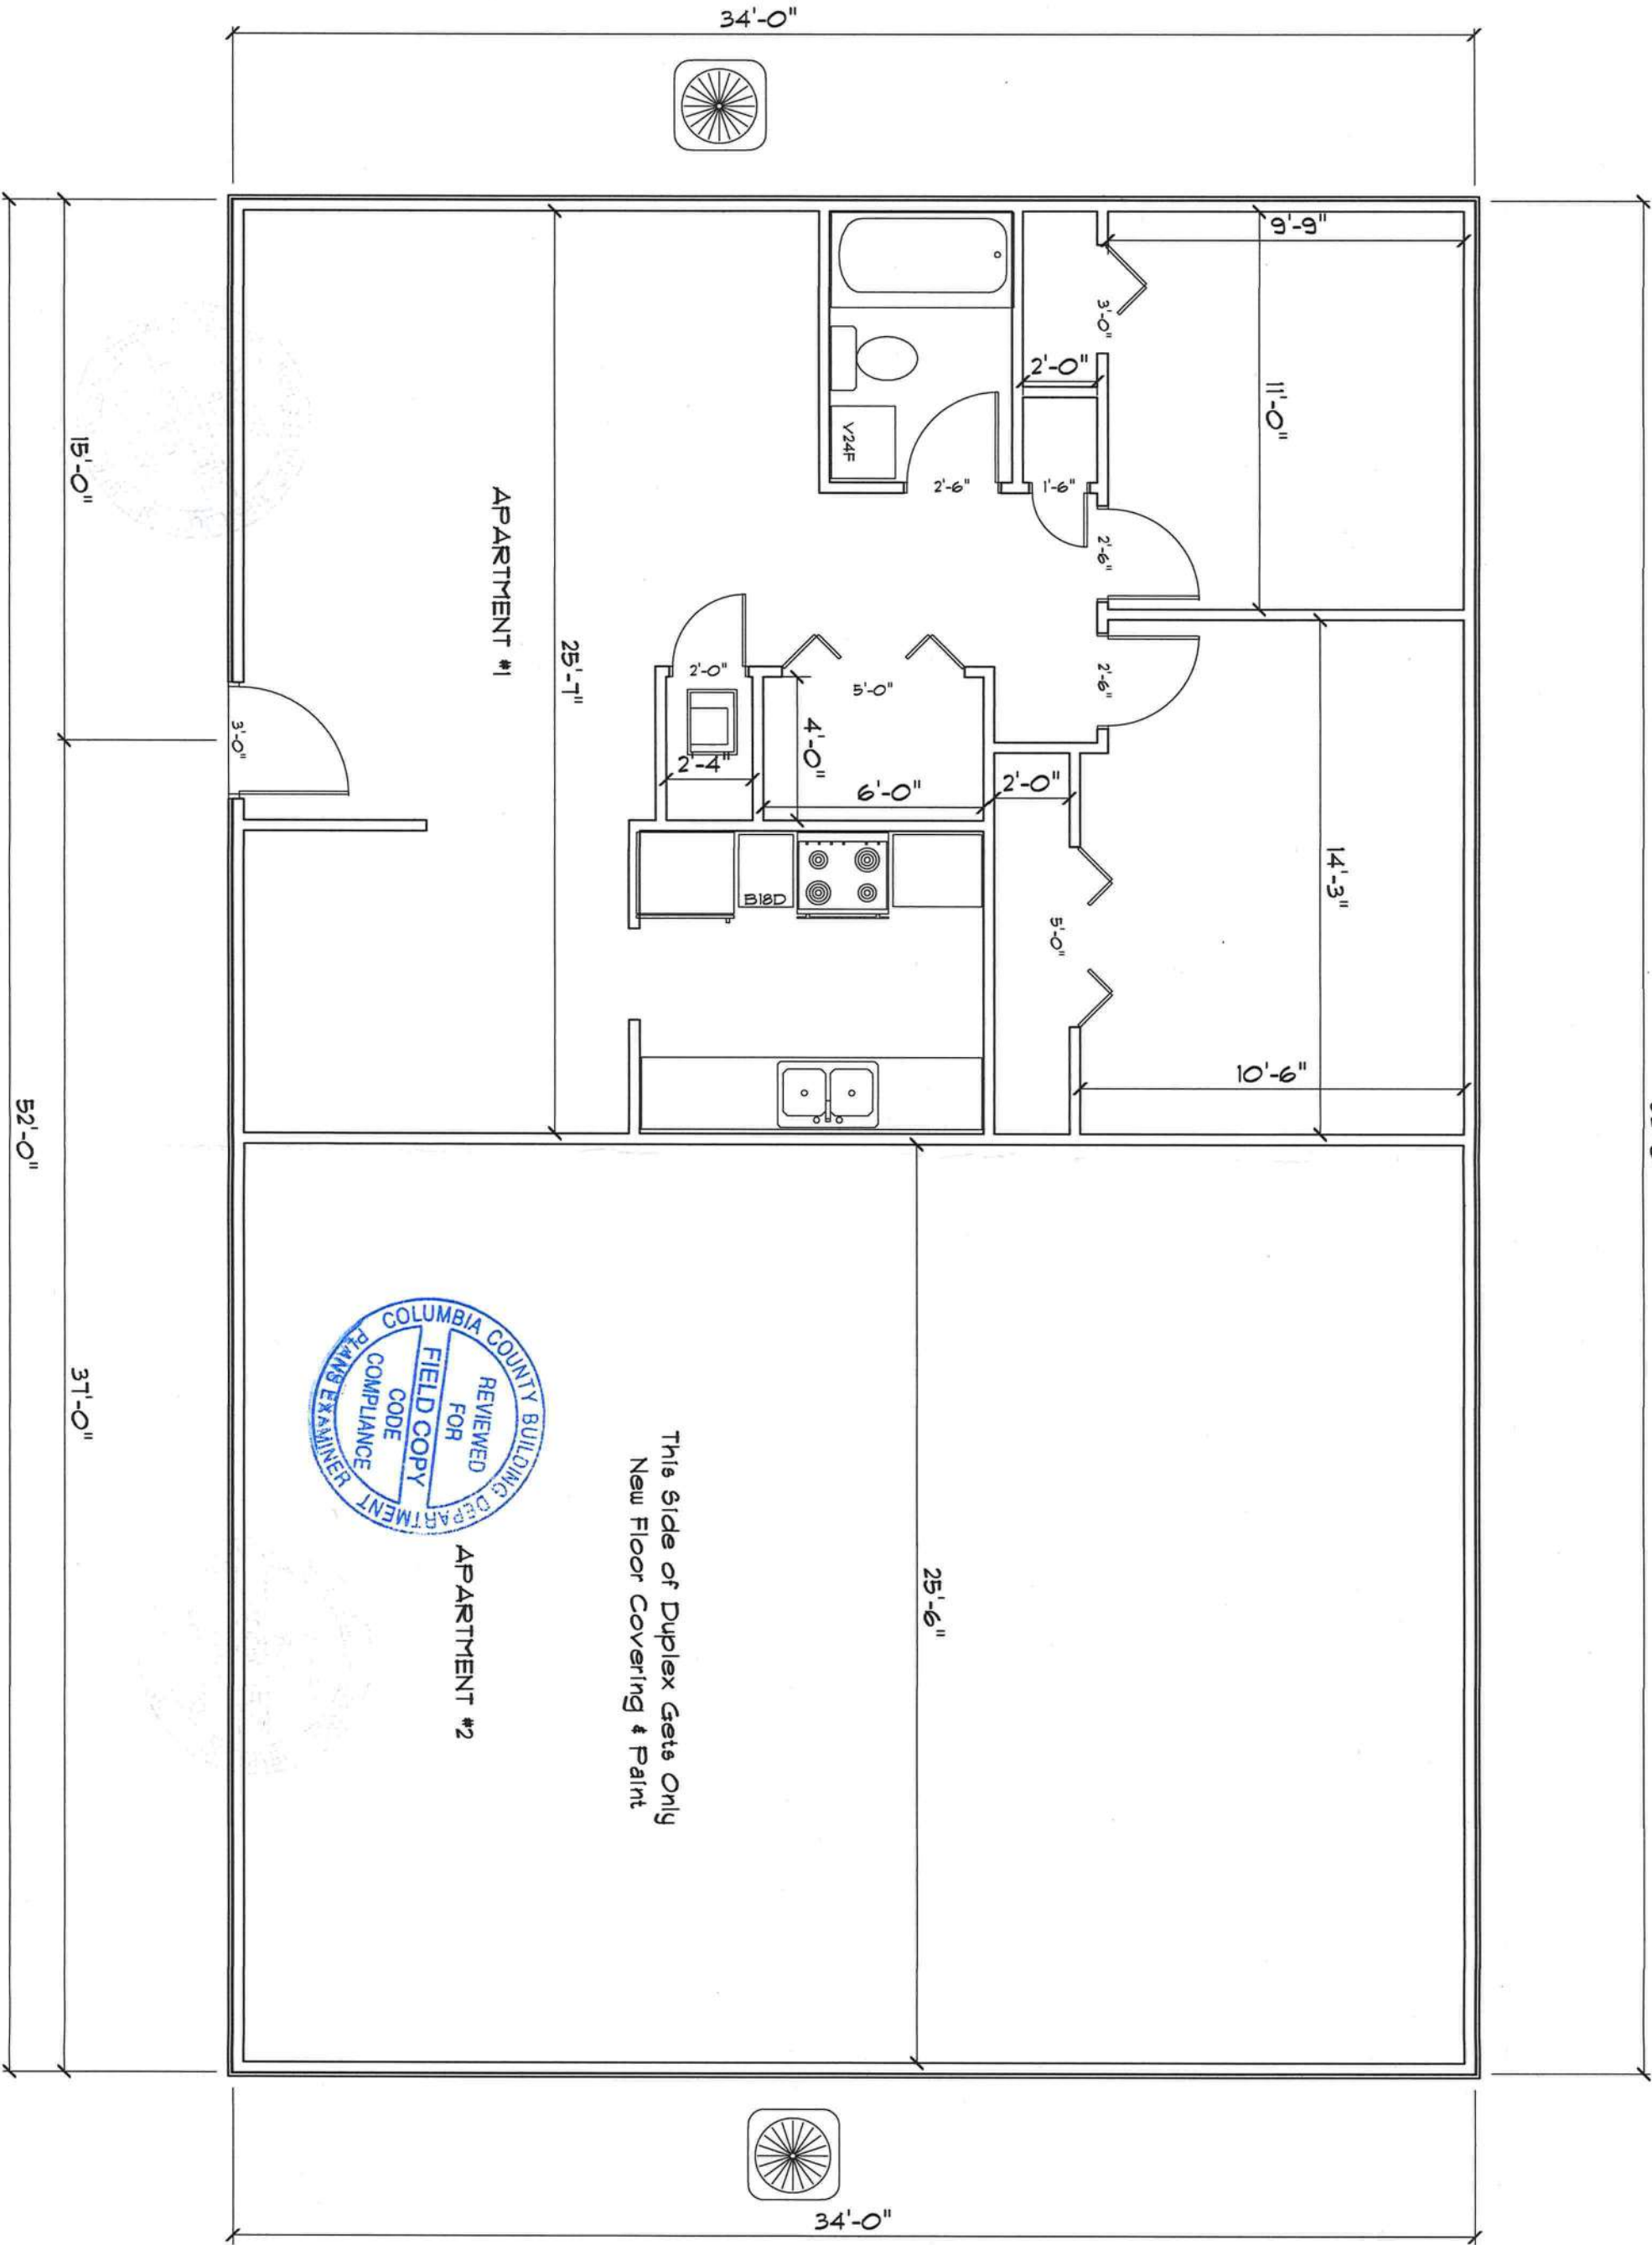 34'-0"
9'-9"
11'-0"
3'-0"
2'-0"
V24F
2'-6"
1'-6"
2'-6"
2'-6"
15'-0"
APARTMENT #1
25'-7"
2'-0"
5'-0"
3'-0"
2'-4"
4'-0"
6'-0"
2'-0"
14'-3"
B18D
5'-0"
10'-6"
52'-0"
37'-0"
COLUMBIA COUNTY BUILDING DEPARTMENT
REVIEWED
FOR
FIELD COPY
CODE
COMPLIANCE
EXAMINER
This Side of Duplex Gets Only
New Floor Covering & Paint
APARTMENT #2
25'-6"
34'-0"